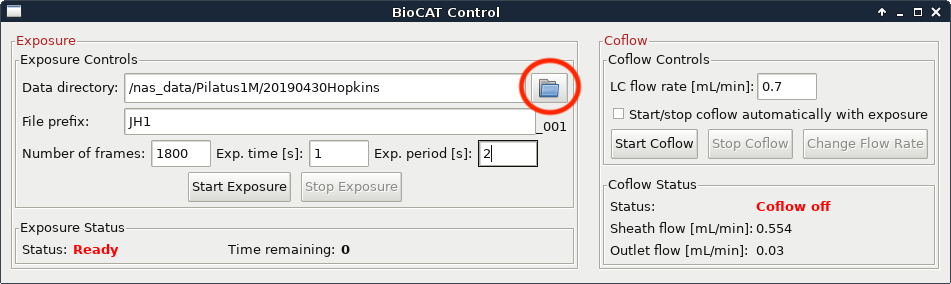 BioCAT Control
Exposure
Exposure Controls
Data directory: /nas_data/Pilatus1M/20190430Hopkins
File prefix: JH1 _001
Number of frames: 1800 Exp. time [s]: 1 Exp. period [s]: 2
Start Exposure Stop Exposure
Exposure Status
Status: Ready Time remaining: 0
Coflow
Coflow Controls
LC flow rate [mL/min]: 0.7
Start/stop coflow automatically with exposure
Start Coflow Stop Coflow Change Flow Rate
Coflow Status
Status: Coflow off
Sheath flow [mL/min]: 0.554
Outlet flow [mL/min]: 0.03